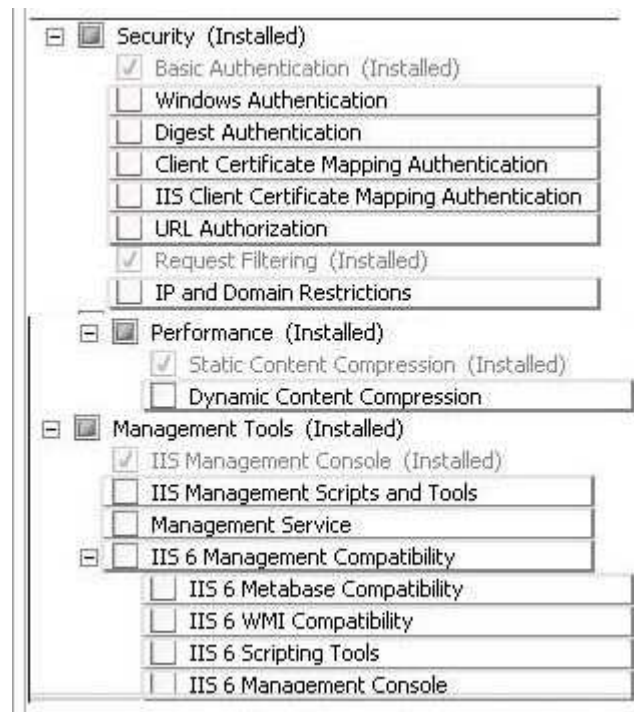 Security (Installed)
Basic Authentication (Installed)
Windows Authentication
Digest Authentication
Client Certificate Mapping Authentication
IIS Client Certificate Mapping Authentication
URL Authorization
Request Filtering (Installed)
IP and Domain Restrictions
Performance (Installed)
Static Content Compression (Installed)
Dynamic Content Compression
Management Tools (Installed)
IIS Management Console (Installed)
IIS Management Scripts and Tools
Management Service
IIS 6 Management Compatibility
IIS 6 Metabase Compatibility
IIS 6 WMI Compatibility
IIS 6 Scripting Tools
IIS 6 Management Console